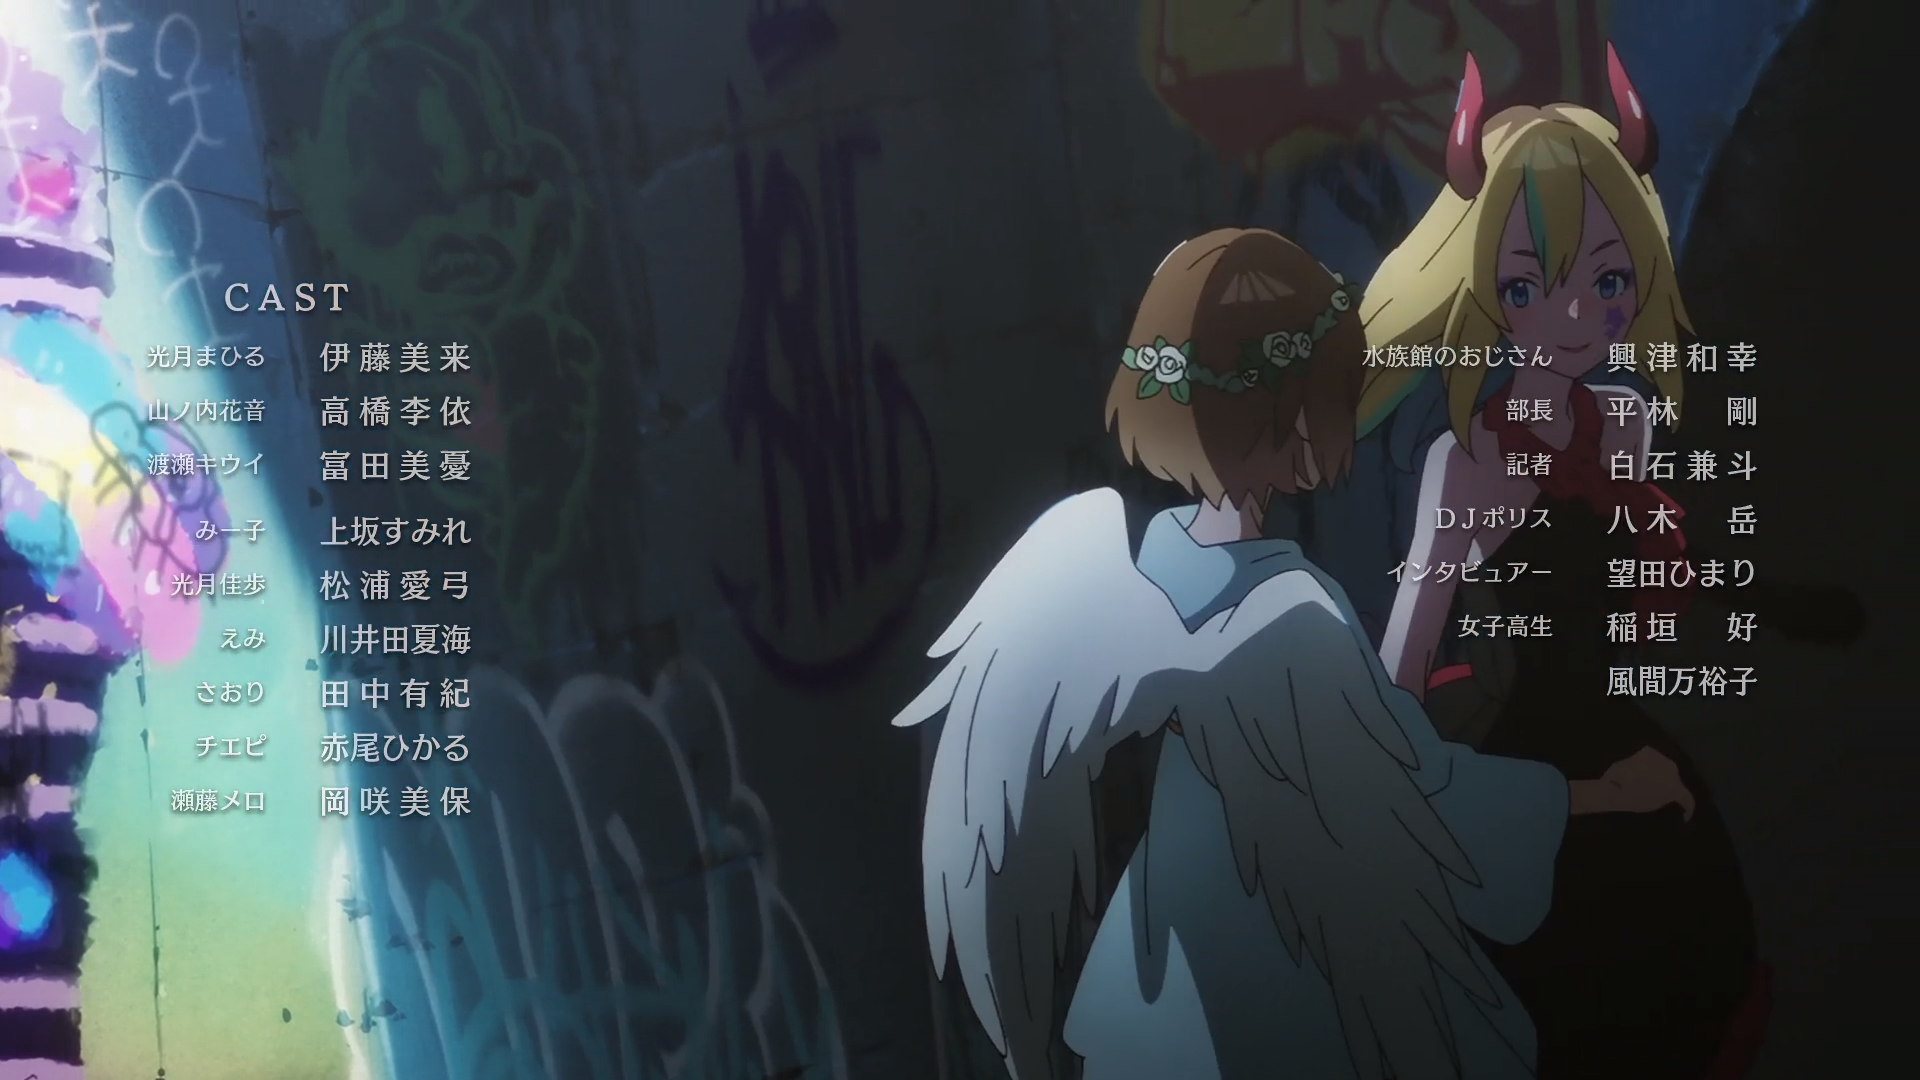 CAST
光月まひる 伊藤美来
山ノ内花音 高橋李依
渡瀬キウイ 富田美憂
みー子 上坂すみれ
光月佳歩 松浦愛弓
えみ 川井田夏海
さおり 田中有紀
チエピ 赤尾ひかる
瀬藤メロ 岡咲美保
水族館のおじさん 興津和幸
部長 平林 剛
記者 白石兼斗
DJポリス 八木 岳
インタビュアー 望田ひまり
女子高生 稲垣 好
風間万裕子